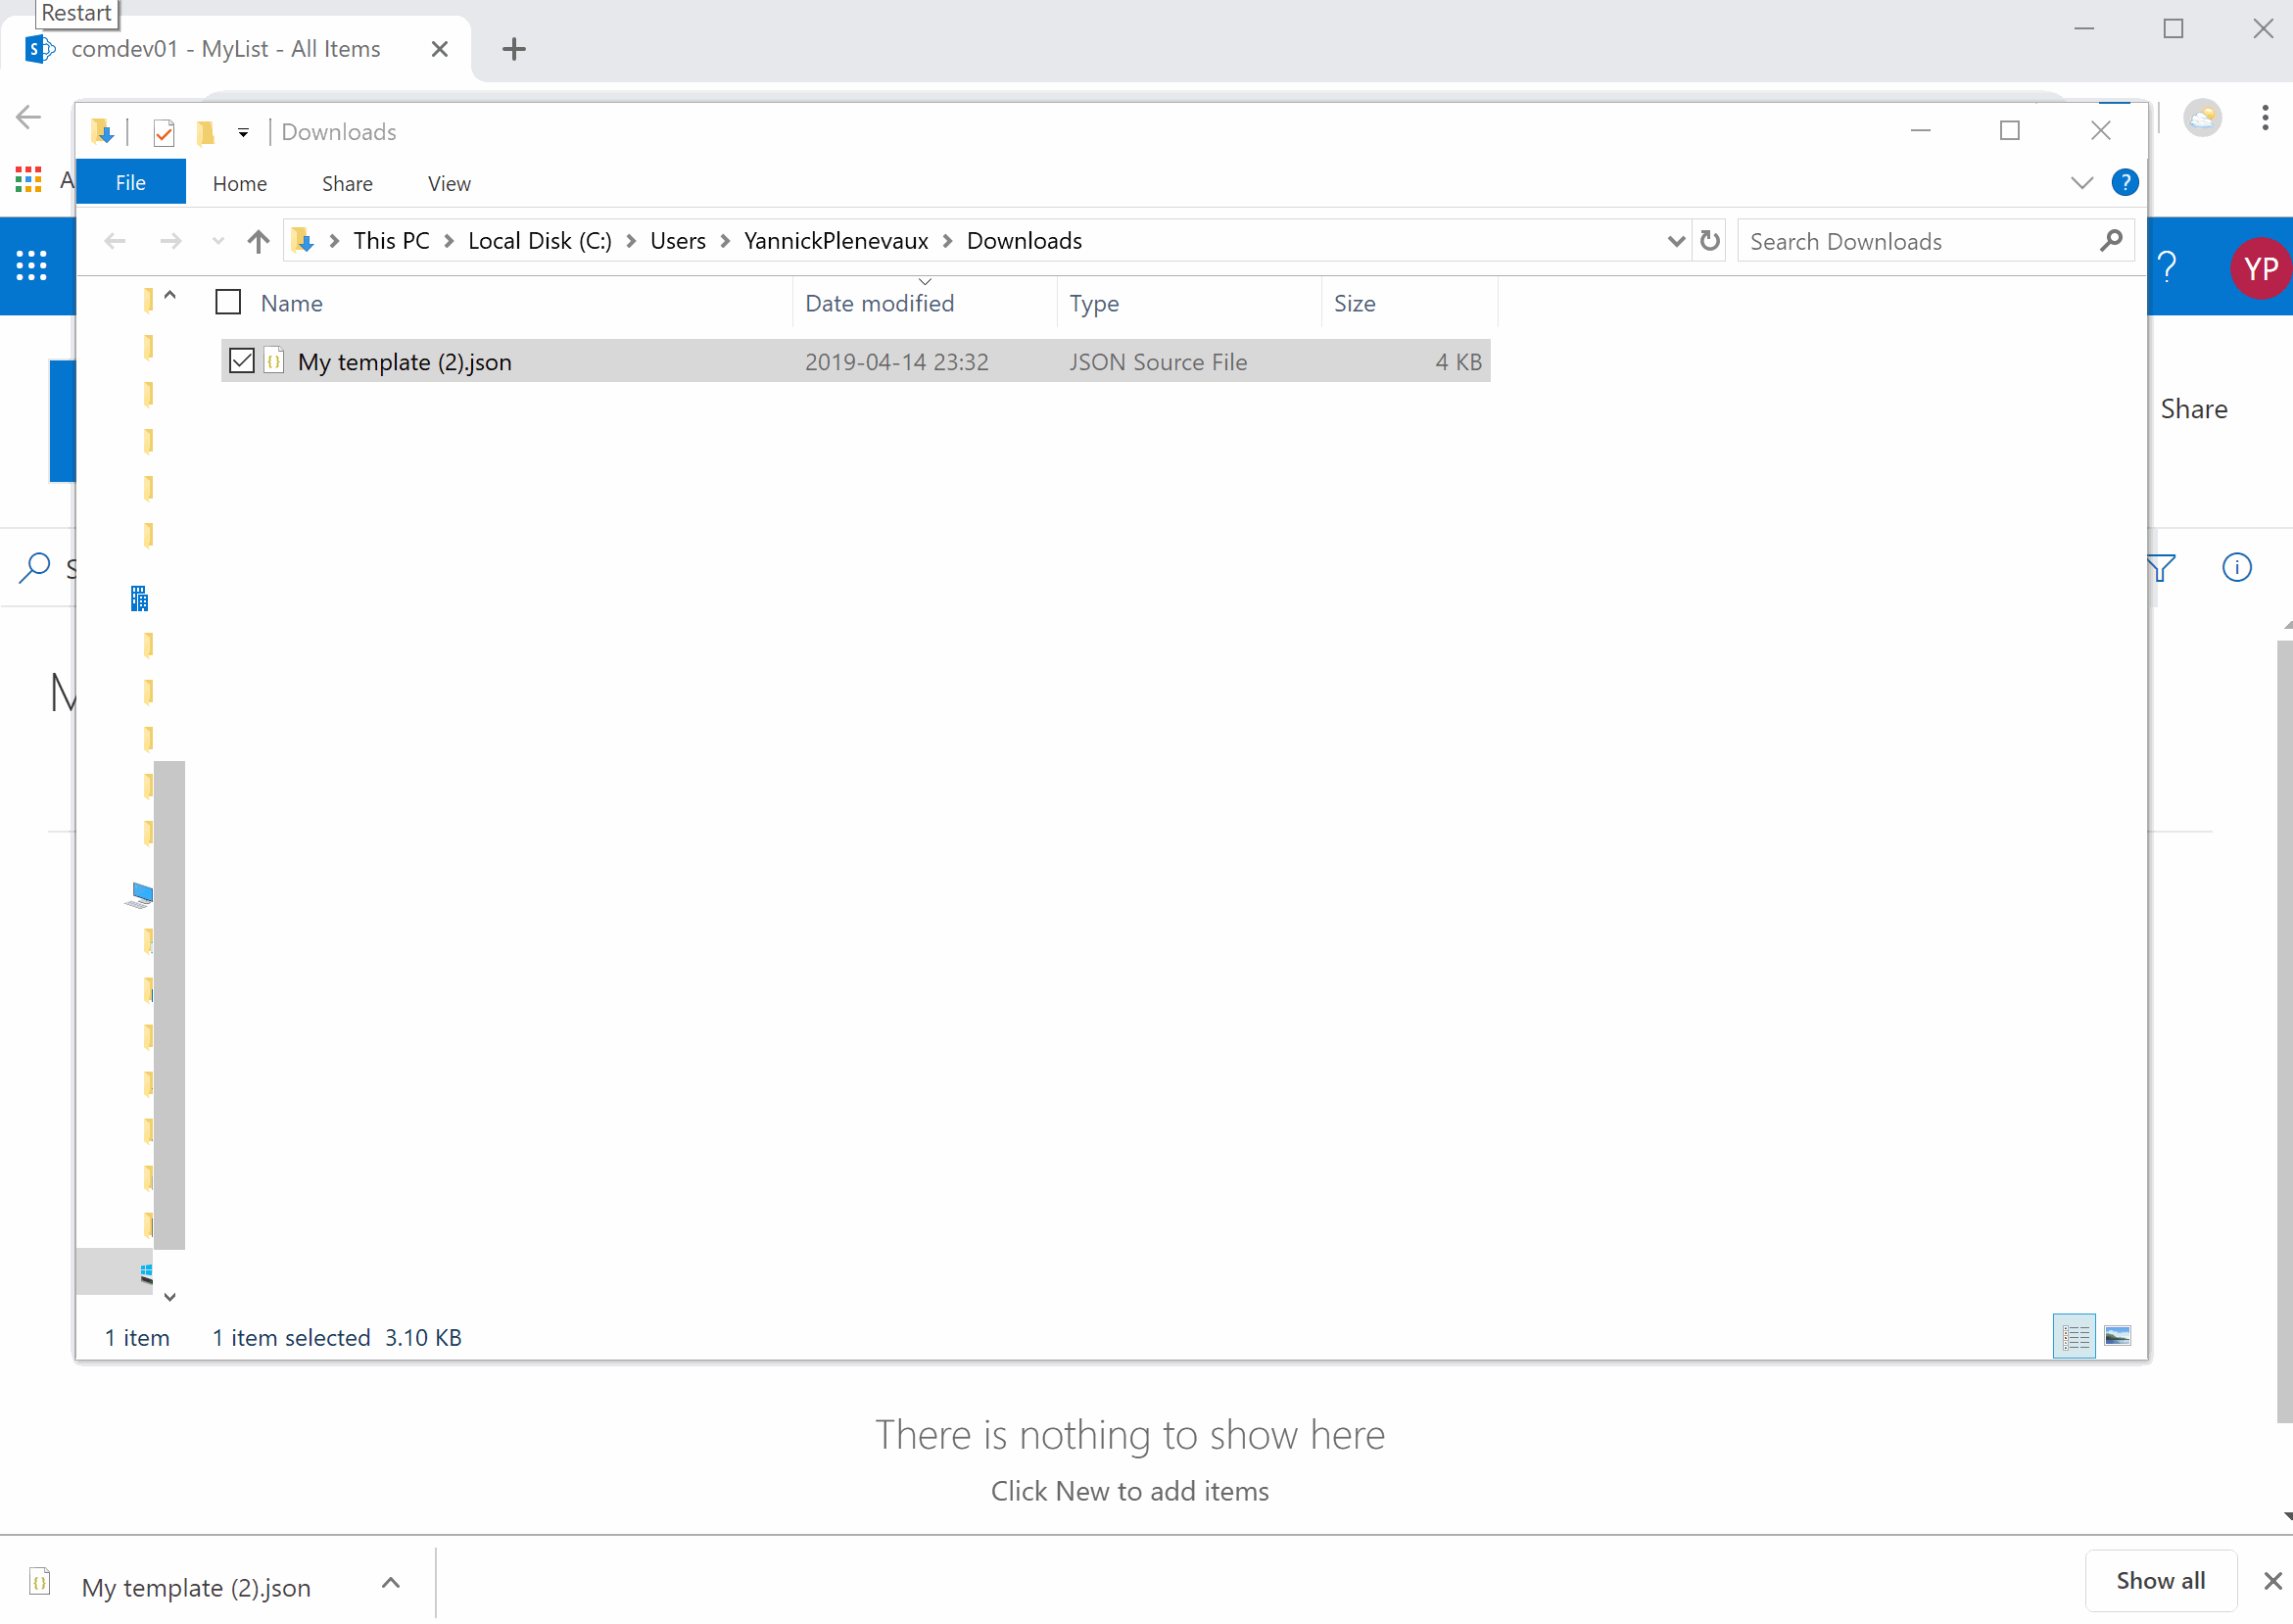 Restart
comdev01 - MyList - All Items
Downloads
A
File Home Share View
?
This PC > Local Disk (C:) > Users > YannickPlenevaux > Downloads
Search Downloads
? YP
Name Date modified Type Size
My template (2).json 2019-04-14 23:32 JSON Source File 4 KB
Share
S
M
1 item 1 item selected 3.10 KB
There is nothing to show here
Click New to add items
My template (2).json
Show all